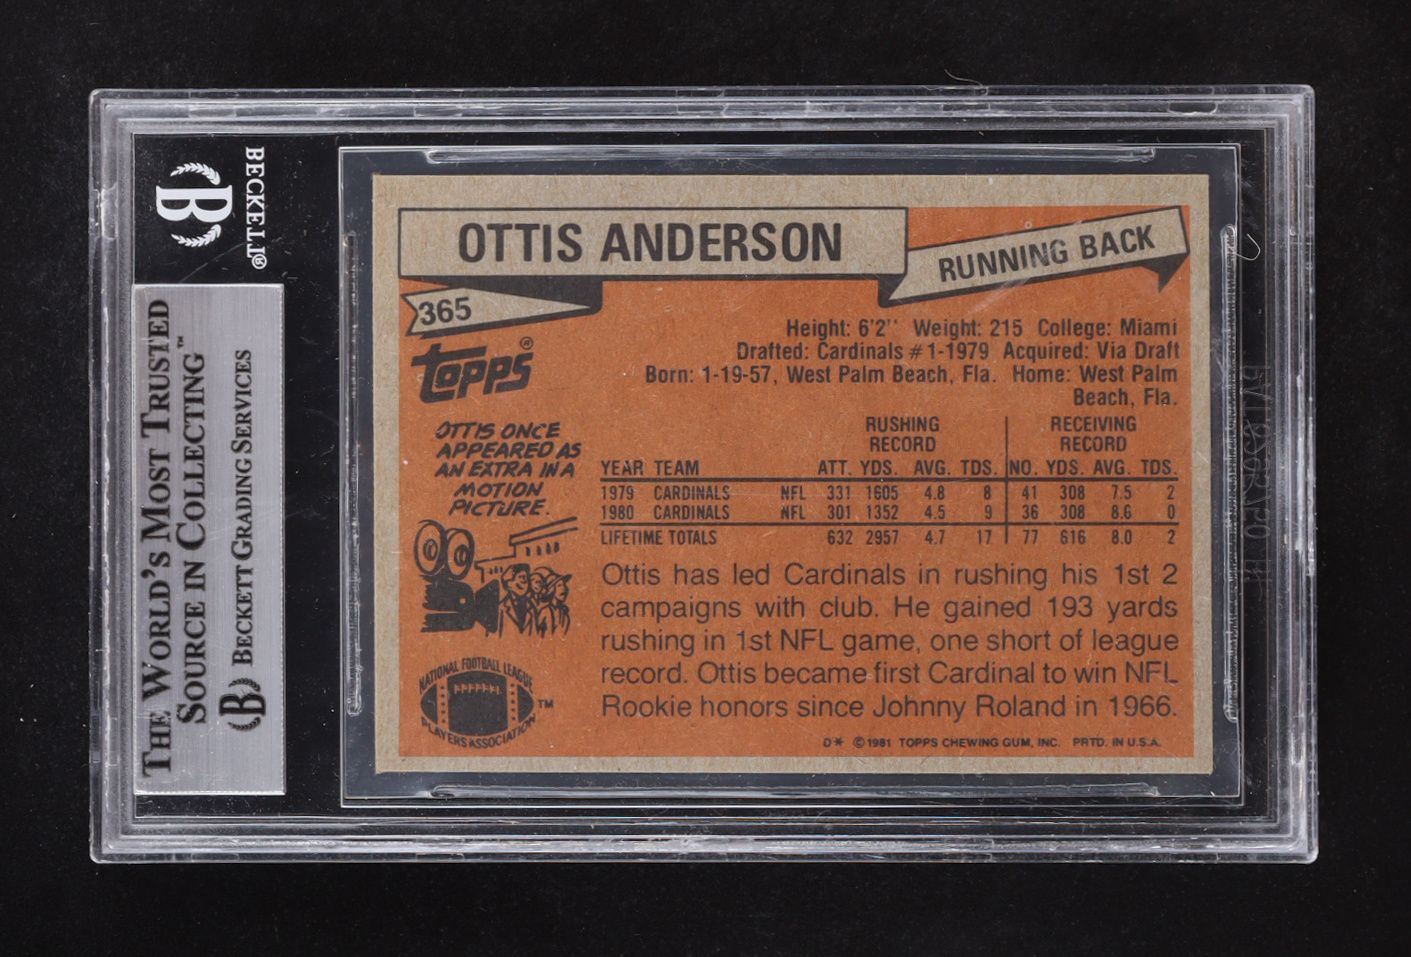 BECKETT®
B
THE WORLD'S MOST TRUSTED
SOURCE IN COLLECTING™
B BECKETT GRADING SERVICES
OTTIS ANDERSON
RUNNING BACK
365
TOPPS®
Height: 6'2'' Weight: 215 College: Miami
Drafted: Cardinals #1-1979 Acquired: Via Draft
Born: 1-19-57, West Palm Beach, Fla. Home: West Palm
Beach, Fla.
OTTIS ONCE
APPEARED AS
AN EXTRA IN A
MOTION
PICTURE.
RUSHING RECEIVING
RECORD RECORD
YEAR TEAM ATT. YDS. AVG. TDS. NO. YDS. AVG. TDS.
1979 CARDINALS NFL 331 1605 4.8 8 41 308 7.5 2
1980 CARDINALS NFL 301 1352 4.5 9 36 308 8.6 0
LIFETIME TOTALS 632 2957 4.7 17 77 616 8.0 2
Ottis has led Cardinals in rushing his 1st 2
campaigns with club. He gained 193 yards
rushing in 1st NFL game, one short of league
record. Ottis became first Cardinal to win NFL
Rookie honors since Johnny Roland in 1966.
NATIONAL FOOTBALL LEAGUE
PLAYERS ASSOCIATION
TM
D* ©1981 TOPPS CHEWING GUM, INC. PRTD. IN U.S.A.